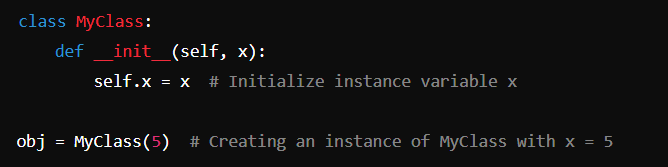 class MyClass:
    def __init__(self, x):
        self.x = x  # Initialize instance variable x
obj = MyClass(5)  # Creating an instance of MyClass with x = 5